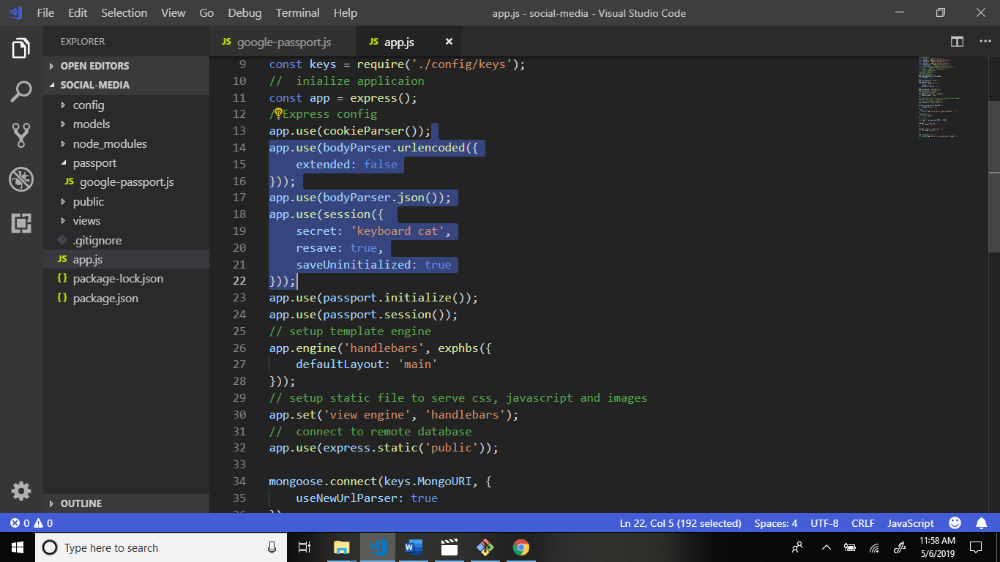 File Edit Selection View Go Debug Terminal Help
app.js - social-media - Visual Studio Code
EXPLORER
OPEN EDITORS
SOCIAL-MEDIA
config
models
node_modules
passport
JS google-passport.js
public
views
.gitignore
JS app.js
{} package-lock.json
{} package.json
OUTLINE
JS google-passport.js
JS app.js
9 const keys = require('./config/keys');
10 //  inialize applicaion
11 const app = express();
12 / Express config
13 app.use(cookieParser());
14 app.use(bodyParser.urlencoded({
15     extended: false
16 }));
17 app.use(bodyParser.json());
18 app.use(session({
19     secret: 'keyboard cat',
20     resave: true,
21     saveUninitialized: true
22 }));
23 app.use(passport.initialize());
24 app.use(passport.session());
25 // setup template engine
26 app.engine('handlebars', exphbs({
27     defaultLayout: 'main'
28 }));
29 // setup static file to serve css, javascript and images
30 app.set('view engine', 'handlebars');
31 //  connect to remote database
32 app.use(express.static('public'));
33
34 mongoose.connect(keys.MongoURI, {
35     useNewUrlParser: true
0 0
Ln 22, Col 5 (192 selected) Spaces: 4 UTF-8 CRLF JavaScript
Type here to search
11:58 AM
5/6/2019